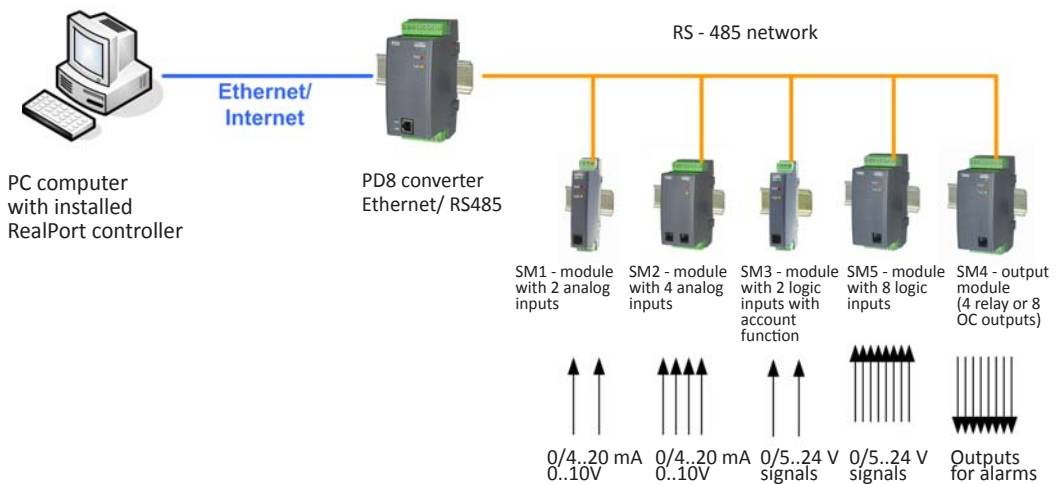 RS - 485 network
Ethernet/
Internet
PC computer
with installed
RealPort controller
PD8 converter
Ethernet/ RS485
SM1 - module
with 2 analog
inputs
SM2 - module
with 4 analog
inputs
SM3 - module
with 2 logic
inputs with
account
function
SM5 - module
with 8 logic
inputs
SM4 - output
module
(4 relay or 8
OC outputs)
0/4..20 mA
0..10V
0/4..20 mA
0..10V
0/5..24 V
signals
0/5..24 V
signals
Outputs
for alarms